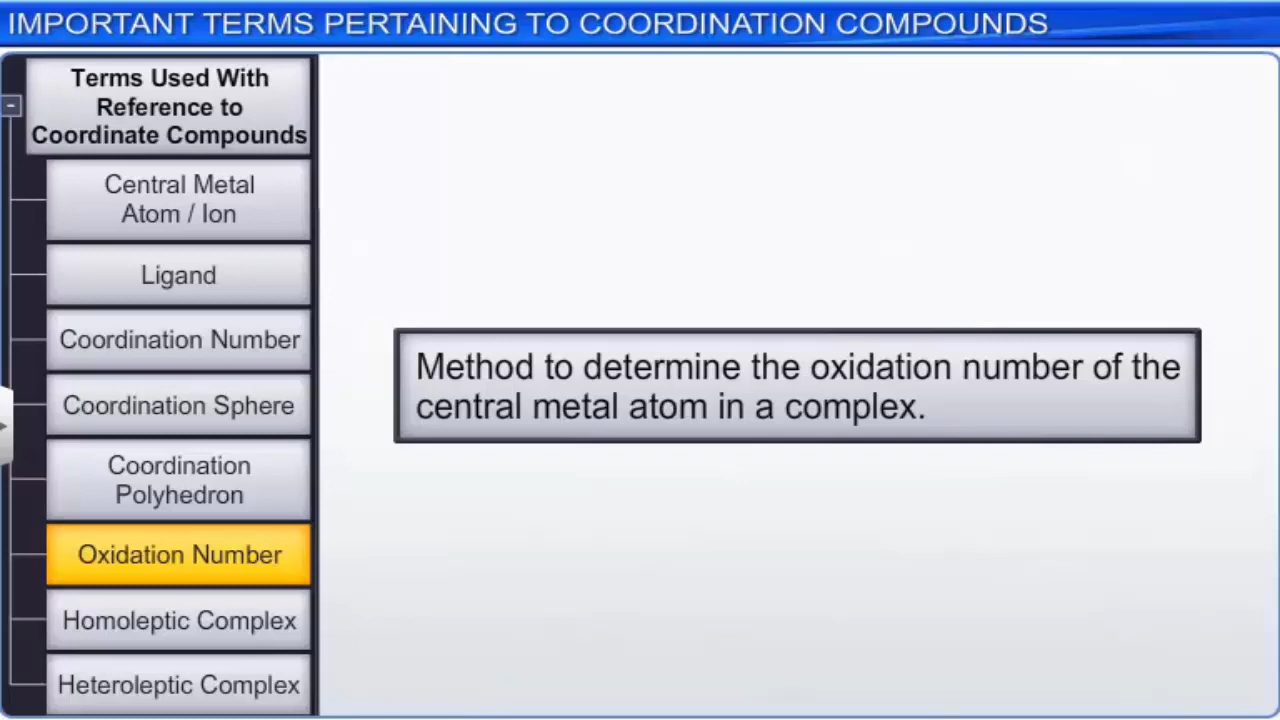 IMPORTANT TERMS PERTAINING TO COORDINATION COMPOUNDS
Terms Used With
Reference to
Coordinate Compounds
Central Metal
Atom / Ion
Ligand
Coordination Number
Coordination Sphere
Coordination
Polyhedron
Oxidation Number
Homoleptic Complex
Heteroleptic Complex
Method to determine the oxidation number of the
central metal atom in a complex.